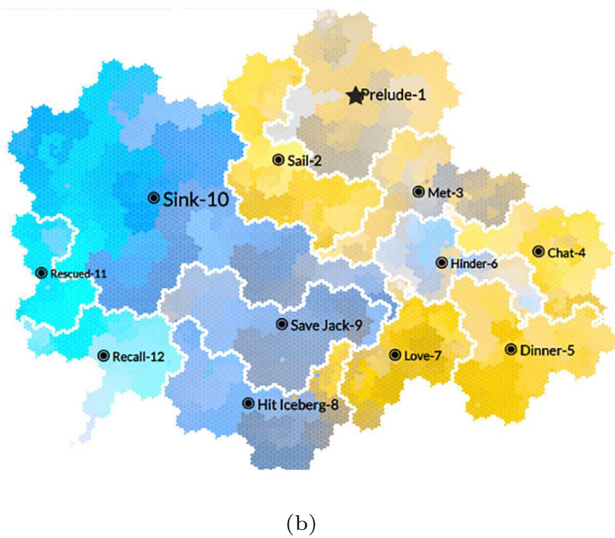 Prelude-1
Sail-2
Met-3
Sink-10
Chat-4
Hinder-6
Rescued-11
Save Jack-9
Dinner-5
Love-7
Recall-12
Hit Iceberg-8
(b)